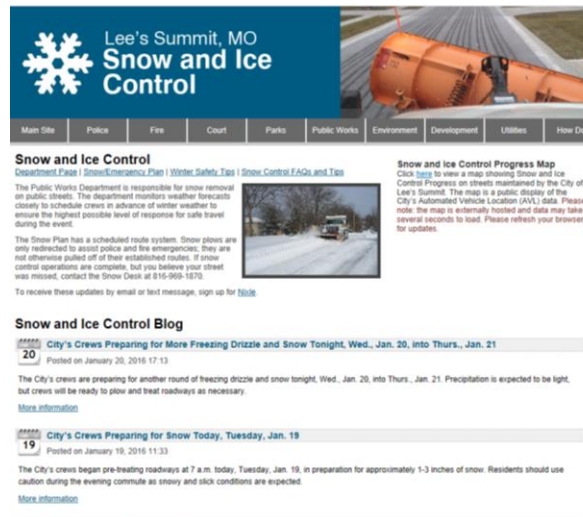 Lee's Summit, MO
Snow and Ice
Control
Main Site
Police
Fire
Court
Parks
Public Works
Environment
Development
Utilities
How Do
Snow and Ice Control
Department Page | Snow/Emergency Plan | Winter Safety Tips | Snow Control FAQs and Tips
The Public Works Department is responsible for snow removal
on public streets. The department monitors weather forecasts
closely to schedule crews in advance of winter weather to
ensure the highest possible level of response for safe travel
during the event.
The Snow Plan has a scheduled route system. Snow plows are
only redirected to assist police and fire emergencies; they are
not otherwise pulled off of their established routes. If snow
control operations are complete, but you believe your street
was missed, contact the Snow Desk at 816-969-1870.
To receive these updates by email or text message, sign up for Nixle.
Snow and Ice Control Progress Map
Click here to view a map showing Snow and Ice
Control Progress on streets maintained by the City of
Lee's Summit. The map is a public display of the
City's Automated Vehicle Location (AVL) data. Please
note: the map is externally hosted and data may take
several seconds to load. Please refresh your browser
for updates.
Snow and Ice Control Blog
20
City's Crews Preparing for More Freezing Drizzle and Snow Tonight, Wed., Jan. 20, into Thurs., Jan. 21
Posted on January 20, 2016 17:13
The City's crews are preparing for another round of freezing drizzle and snow tonight, Wed., Jan. 20, into Thurs., Jan. 21. Precipitation is expected to be light,
but crews will be ready to plow and treat roadways as necessary.
More information
19
City's Crews Preparing for Snow Today, Tuesday, Jan. 19
Posted on January 19, 2016 11:33
The City's crews began pre-treating roadways at 7 a.m. today, Tuesday, Jan. 19, in preparation for approximately 1-3 inches of snow. Residents should use
caution during the evening commute as snowy and slick conditions are expected.
More information